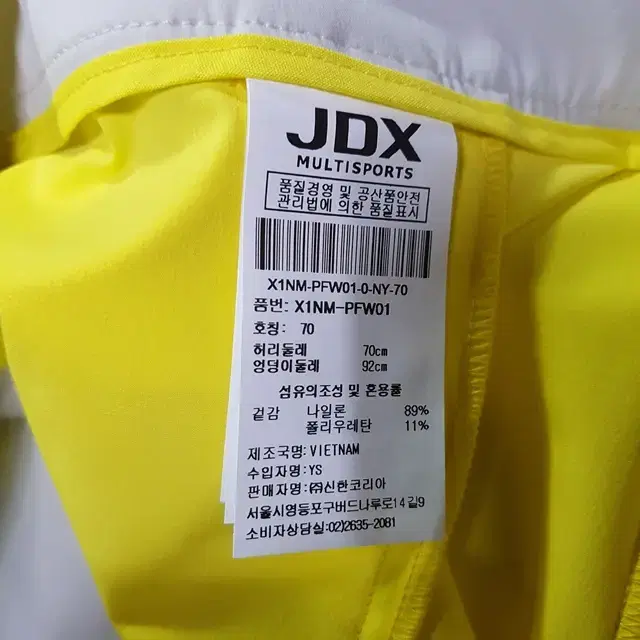 JDX
MULTISPORTS
품질경영 및 공산품안전
관리법에 의한 품질표시
X1NM-PFW01-0-NY-70
품번: X1NM-PFW01
호칭: 70
허리둘레 70cm
엉덩이둘레 92cm
섬유의조성 및 혼용률
겉감 나일론 89%
폴리우레탄 11%
제조국명: VIETNAM
수입자명: YS
판매자명: ㈜신한코리아
서울시영등포구버드나루로14길9
소비자상담실: 02)2635-2081